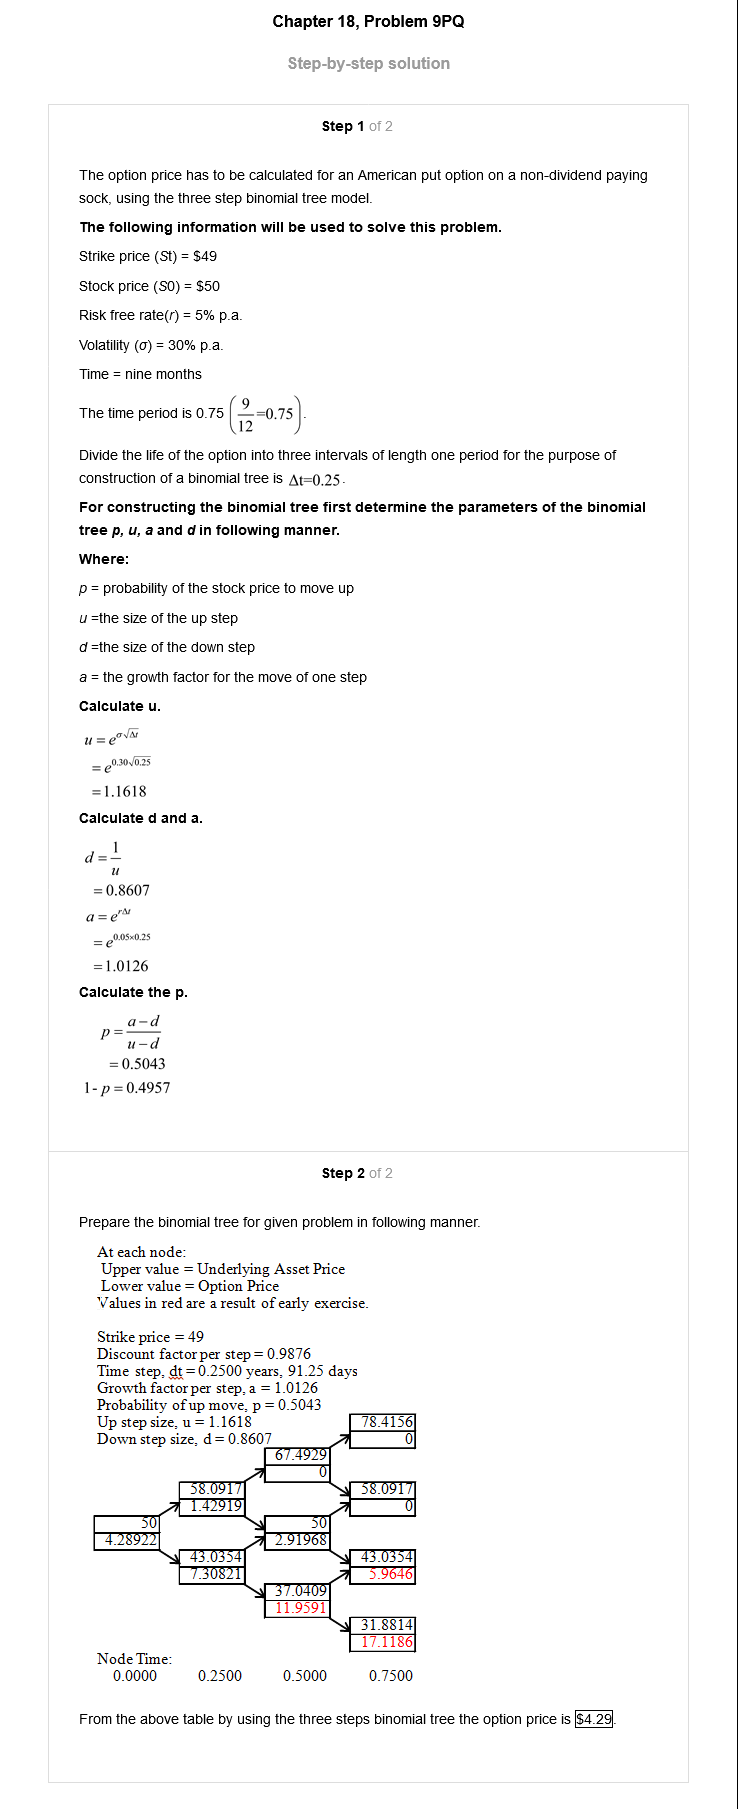 Chapter 18, Problem 9PQ
Step-by-step solution
Step 1 of 2
The option price has to be calculated for an American put option on a non-dividend paying
sock, using the three step binomial tree model.
The following information will be used to solve this problem.
Strike price (St) = $49
Stock price (S0) = $50
Risk free rate(r) = 5% p.a.
Volatility (σ) = 30% p.a.
Time = nine months
The time period is 0.75 (9/12=0.75).
Divide the life of the option into three intervals of length one period for the purpose of
construction of a binomial tree is Δt=0.25.
For constructing the binomial tree first determine the parameters of the binomial
tree p, u, a and d in following manner.
Where:
p = probability of the stock price to move up
u =the size of the up step
d =the size of the down step
a = the growth factor for the move of one step
Calculate u.
u = e^(σ√Δt)
= e^(0.30√0.25)
=1.1618
Calculate d and a.
d = 1/u
= 0.8607
a = e^(rΔt)
= e^(0.05×0.25)
=1.0126
Calculate the p.
p = (a−d)/(u−d)
= 0.5043
1- p = 0.4957
Step 2 of 2
Prepare the binomial tree for given problem in following manner.
At each node:
Upper value = Underlying Asset Price
Lower value = Option Price
Values in red are a result of early exercise.
Strike price = 49
Discount factor per step = 0.9876
Time step, dt = 0.2500 years, 91.25 days
Growth factor per step, a = 1.0126
Probability of up move, p = 0.5043
Up step size, u = 1.1618
78.4156
Down step size, d = 0.8607
0
67.4929
0
58.0917
58.0917
1.42919
0
50
50
4.28922
2.91968
43.0354
43.0354
7.30821
5.9646
37.0409
11.9591
31.8814
17.1186
Node Time:
0.0000 0.2500 0.5000 0.7500
From the above table by using the three steps binomial tree the option price is $4.29.